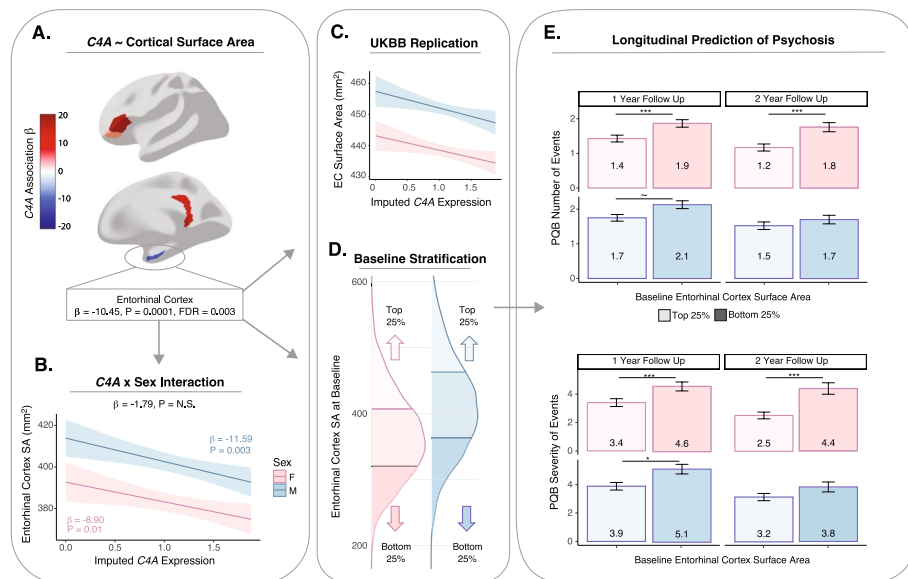 A.
C4A ~ Cortical Surface Area
C4A Association β
20
10
0
-10
-20
Entorhinal Cortex
β = -10.45, P = 0.0001, FDR = 0.003
B.
C4A x Sex Interaction
β = -1.79, P = N.S.
Entorhinal Cortex SA (mm²)
420
400
380
β = -11.59
P = 0.003
β = -8.90
P = 0.01
0.0
0.5
1.0
1.5
Imputed C4A Expression
Sex
F
M
C.
UKBB Replication
EC Surface Area (mm²)
460
450
440
430
0
0.5
1.0
1.5
Imputed C4A Expression
D.
Baseline Stratification
Entorhinal Cortex SA at Baseline
600
400
200
Top
25%
Top
25%
Bottom
25%
Bottom
25%
E.
Longitudinal Prediction of Psychosis
1 Year Follow Up
2 Year Follow Up
PQB Number of Events
2
1
0
***
1.4
1.9
***
1.2
1.8
2
1
0
~
1.7
2.1
1.5
1.7
Baseline Entorhinal Cortex Surface Area
Top 25%
Bottom 25%
1 Year Follow Up
2 Year Follow Up
PQB Severity of Events
4
2
0
***
3.4
4.6
***
2.5
4.4
4
2
0
*
3.9
5.1
3.2
3.8
Baseline Entorhinal Cortex Surface Area